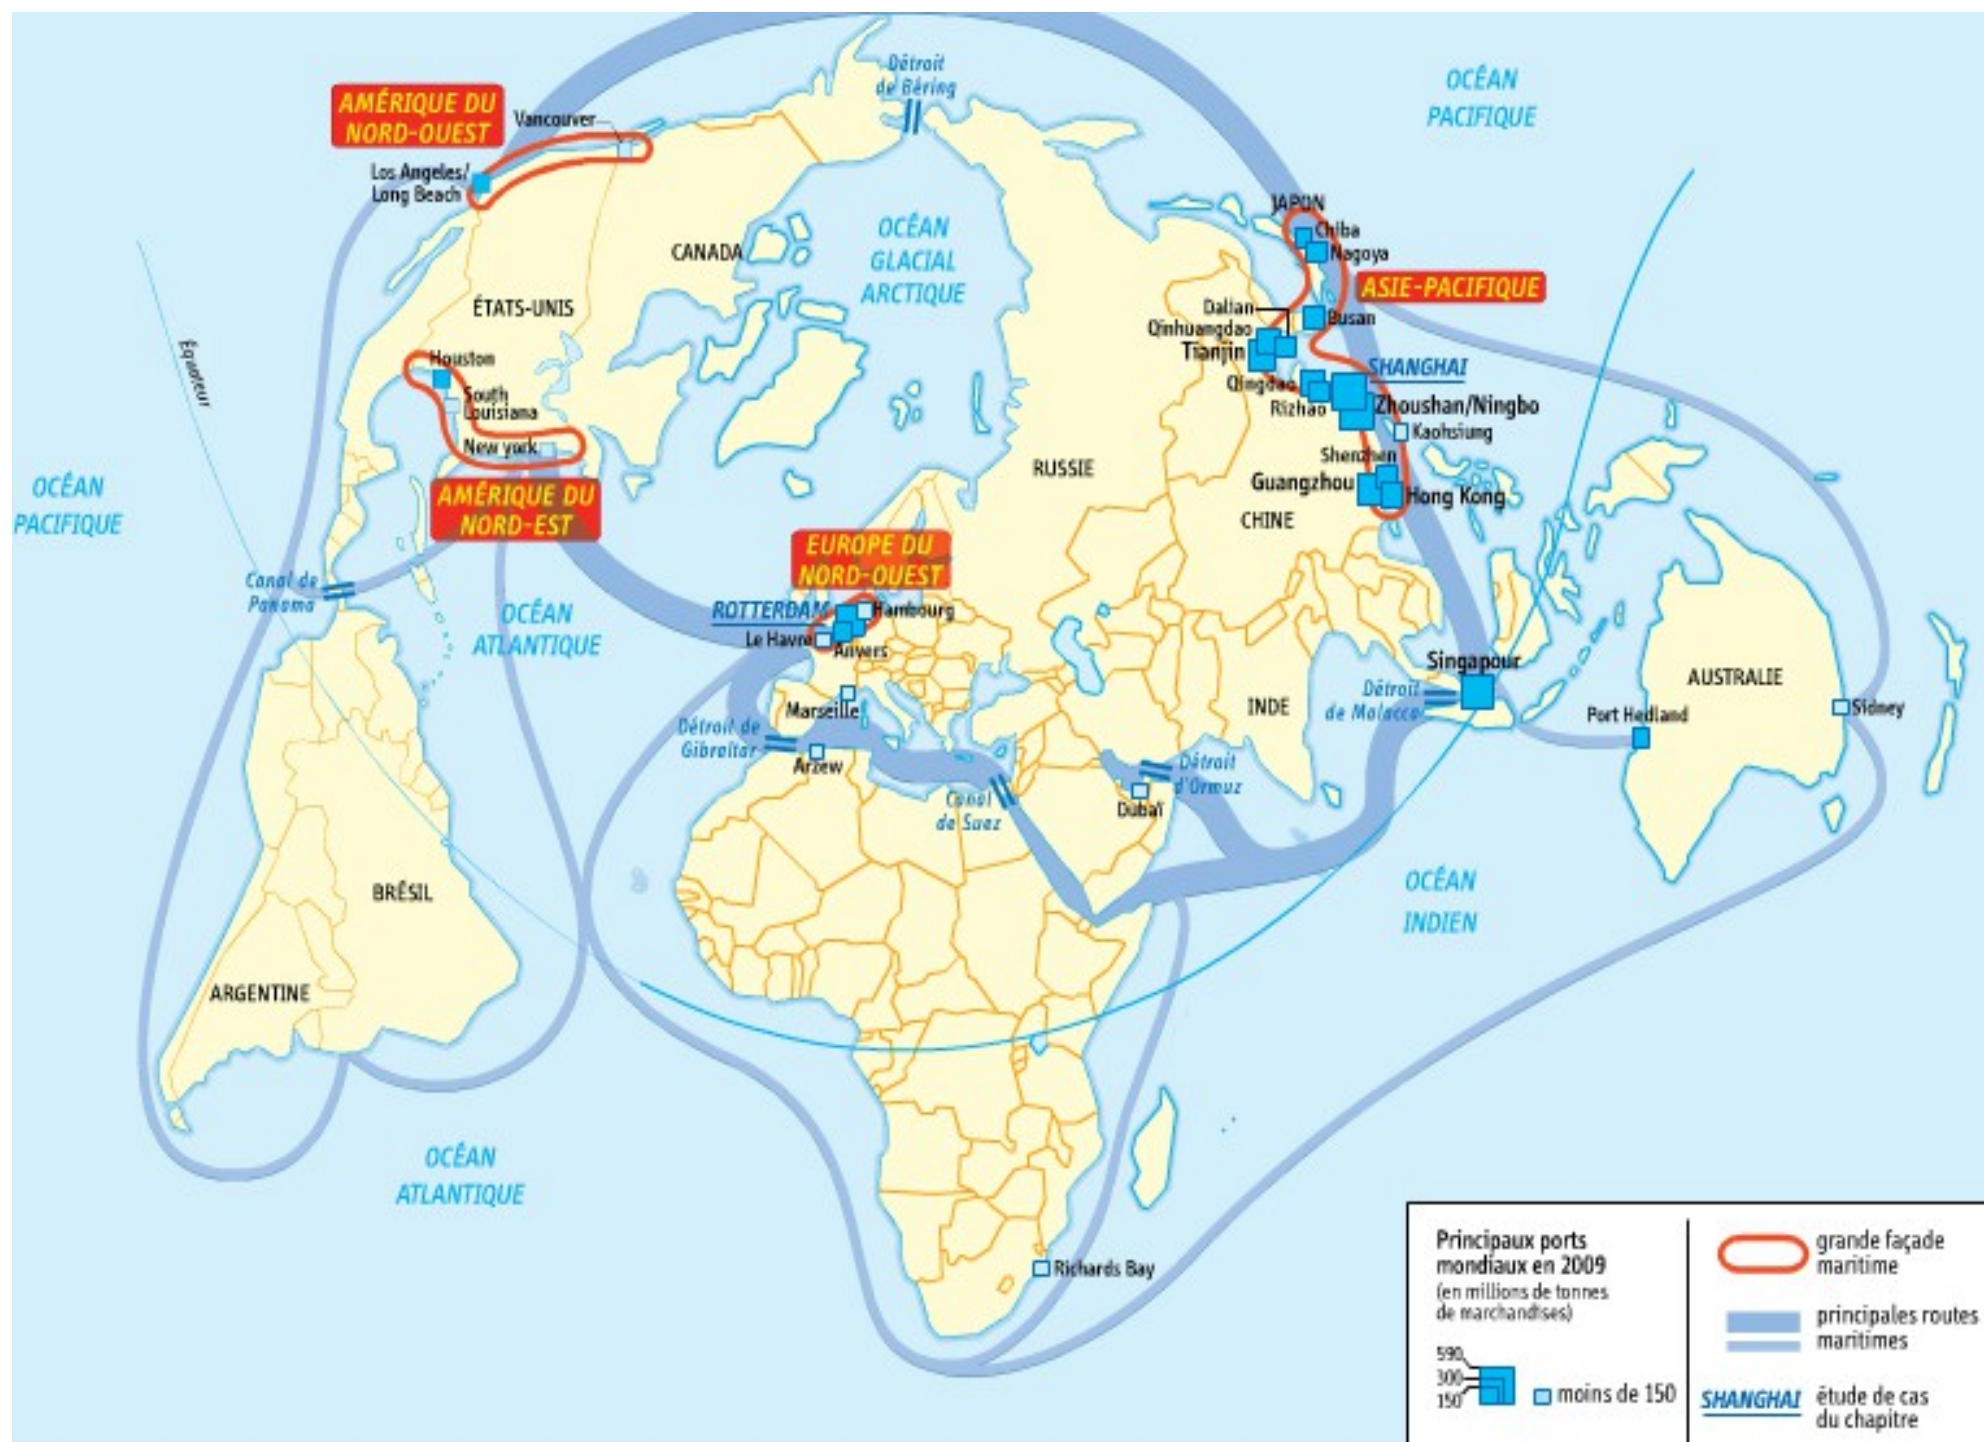 OCÉAN
PACIFIQUE
Détroit
de Béring
AMÉRIQUE DU
NORD-OUEST
Vancouver
Los Angeles/
Long Beach
CANADA
OCÉAN
GLACIAL
ARCTIQUE
JAPON
Chiba
Nagoya
ASIE-PACIFIQUE
ÉTATS-UNIS
Dalian
Qinhuangdao
Tianjin
Busan
Équateur
Houston
South
Louisiana
New york
SHANGHAI
Qingdao
Rizhao
Zhoushan/Ningbo
Kaohsiung
Shenzhen
Guangzhou
Hong Kong
CHINE
RUSSIE
OCÉAN
PACIFIQUE
AMÉRIQUE DU
NORD-EST
EUROPE DU
NORD-OUEST
Canal de
Panama
OCÉAN
ATLANTIQUE
ROTTERDAM
Hambourg
Le Havre
Anvers
Marseille
Détroit de
Gibraltar
Arzew
Canal
de Suez
Détroit
d'Ormuz
Dubaï
INDE
Singapour
Détroit
de Malacca
Port Hedland
AUSTRALIE
Sidney
BRÉSIL
ARGENTINE
OCÉAN
INDIEN
OCÉAN
ATLANTIQUE
Richards Bay
Principaux ports
mondiaux en 2009
(en millions de tonnes
de marchandises)
590
300
150
moins de 150
grande façade
maritime
principales routes
maritimes
SHANGHAI
étude de cas
du chapitre